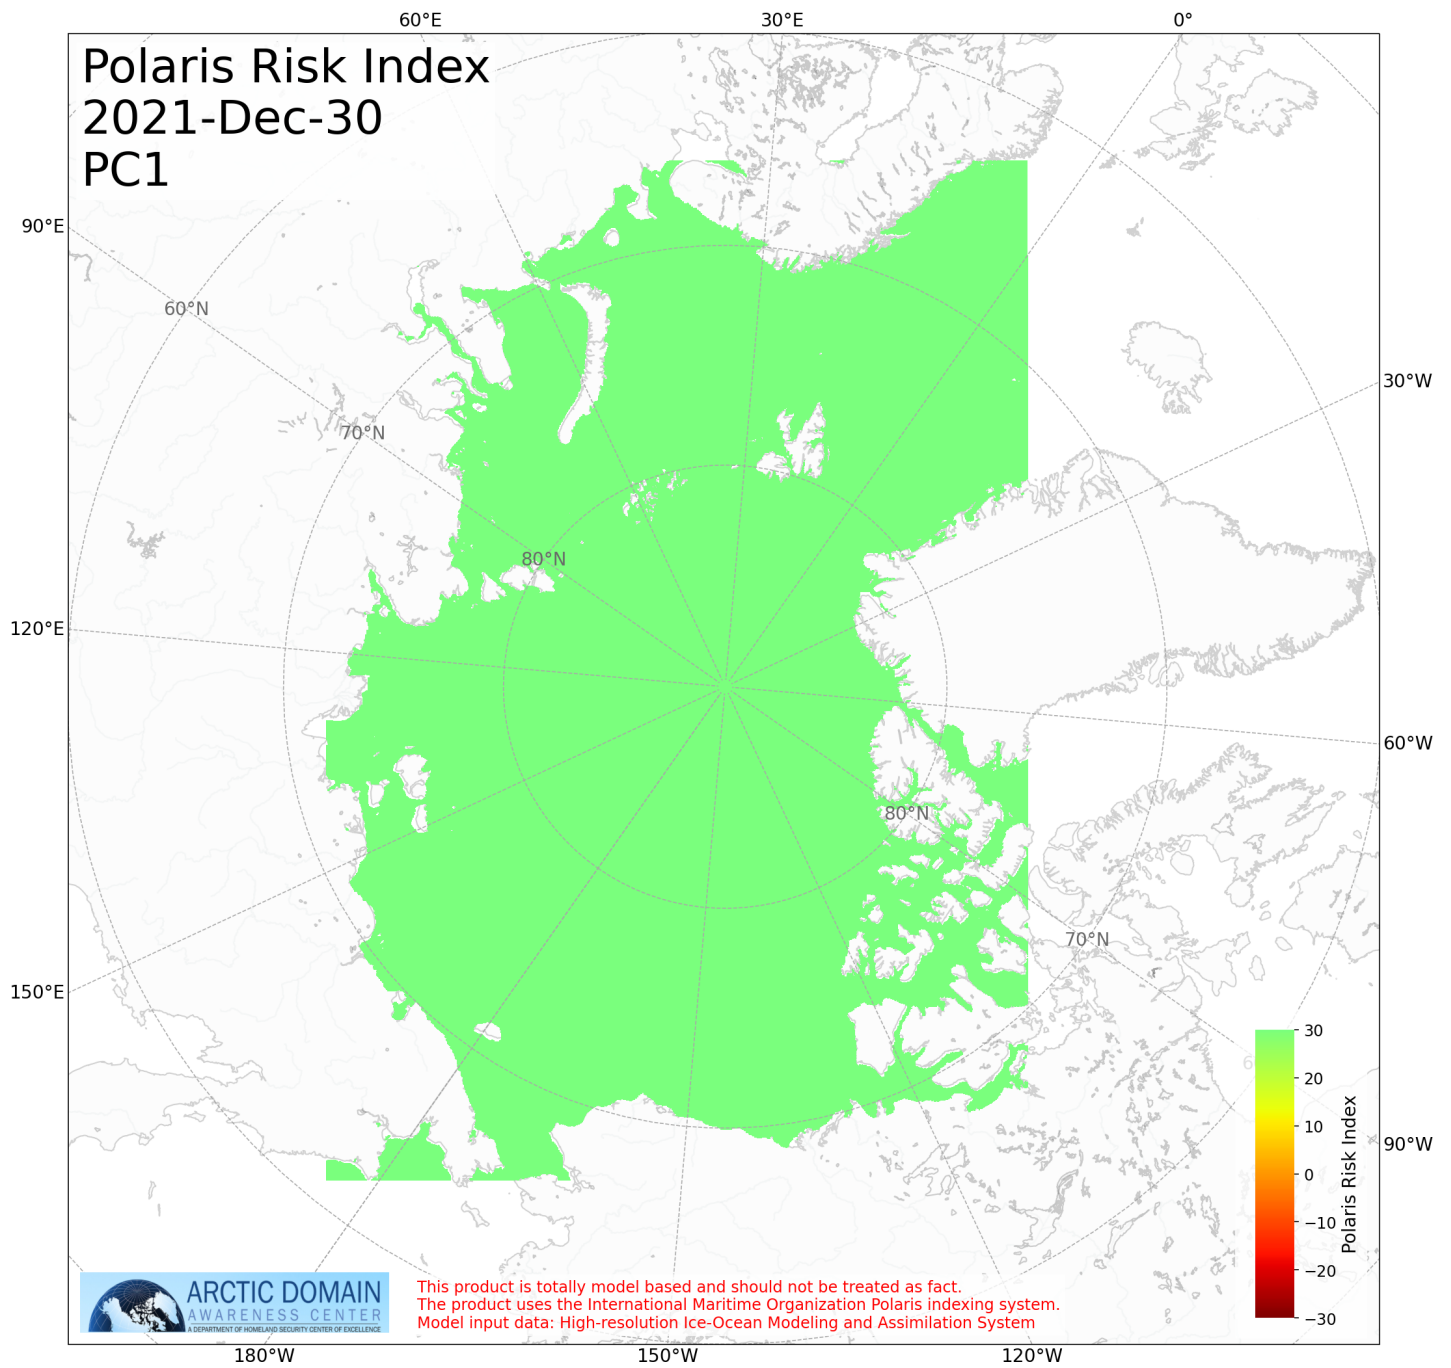 60°E 30°E 0°
Polaris Risk Index
2021-Dec-30
PC1
90°E
60°N
30°W
70°N
80°N
120°E
60°W
80°N
70°N
150°E
30
20
10
0
−10
−20
−30
Polaris Risk Index
90°W
ARCTIC DOMAIN
AWARENESS CENTER
A DEPARTMENT OF HOMELAND SECURITY CENTER OF EXCELLENCE
This product is totally model based and should not be treated as fact.
The product uses the International Maritime Organization Polaris indexing system.
Model input data: High-resolution Ice-Ocean Modeling and Assimilation System
180°W 150°W 120°W